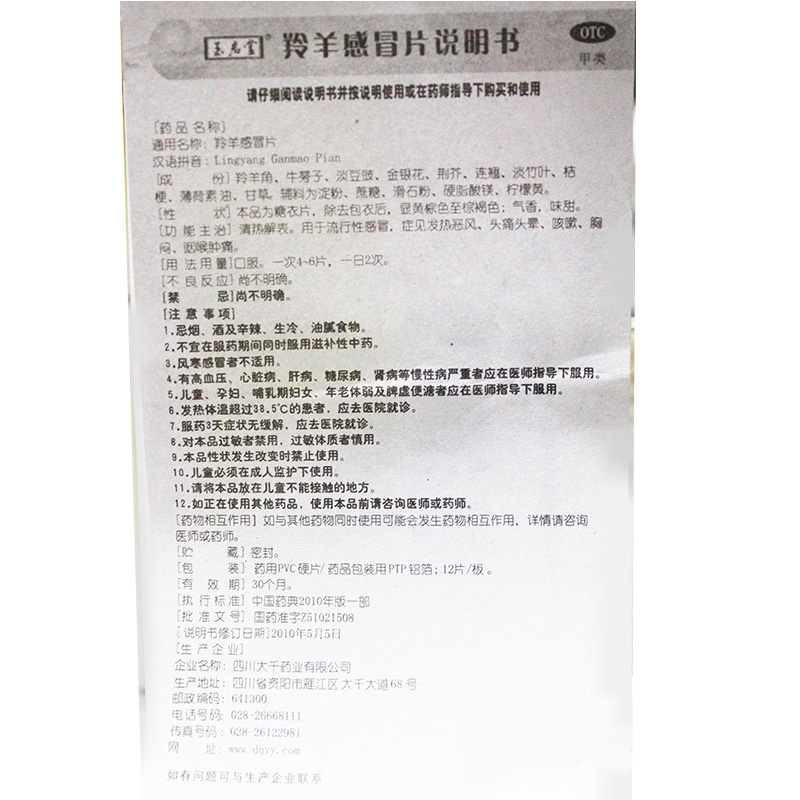 玉君堂® 羚羊感冒片说明书
OTC
甲类
请仔细阅读说明书并按说明使用或在药师指导下购买和使用
[药品名称]
通用名称：羚羊感冒片
汉语拼音：Lingyang Ganmao Pian
[成 份] 羚羊角、牛蒡子、淡豆豉、金银花、荆芥、连翘、淡竹叶、桔
梗、薄荷素油、甘草。辅料为淀粉、蔗糖、滑石粉、硬脂酸镁、柠檬黄。
[性 状] 本品为糖衣片，除去包衣后，显黄棕色至棕褐色；气香，味甜。
[功能主治] 清热解表。用于流行性感冒，症见发热恶风、头痛头晕、咳嗽、胸
闷、咽喉肿痛。
[用法用量] 口服。一次4~6片，一日2次。
[不良反应] 尚不明确。
[禁 忌] 尚不明确。
[注意事项]
1.忌烟、酒及辛辣、生冷、油腻食物。
2.不宜在服药期间同时服用滋补性中药。
3.风寒感冒者不适用。
4.有高血压、心脏病、肝病、糖尿病、肾病等慢性病严重者应在医师指导下服用。
5.儿童、孕妇、哺乳期妇女、年老体弱及脾虚便溏者应在医师指导下服用。
6.发热体温超过38.5℃的患者，应去医院就诊。
7.服药3天症状无缓解，应去医院就诊。
8.对本品过敏者禁用，过敏体质者慎用。
9.本品性状发生改变时禁止使用。
10.儿童必须在成人监护下使用。
11.请将本品放在儿童不能接触的地方。
12.如正在使用其他药品，使用本品前请咨询医师或药师。
[药物相互作用] 如与其他药物同时使用可能会发生药物相互作用，详情请咨询
医师或药师。
[贮 藏] 密封。
[包 装] 药用PVC硬片/药品包装用PTP铝箔；12片/板。
[有 效 期] 30个月。
[执行标准] 中国药典2010年版一部
[批准文号] 国药准字Z51021508
[说明书修订日期] 2010年5月5日
[生产企业]
企业名称：四川大千药业有限公司
生产地址：四川省资阳市雁江区大千大道68号
邮政编码：641300
电话号码：028-26668111
传真号码：028-26122981
网 址：www.dqyy.com
如有问题可与生产企业联系